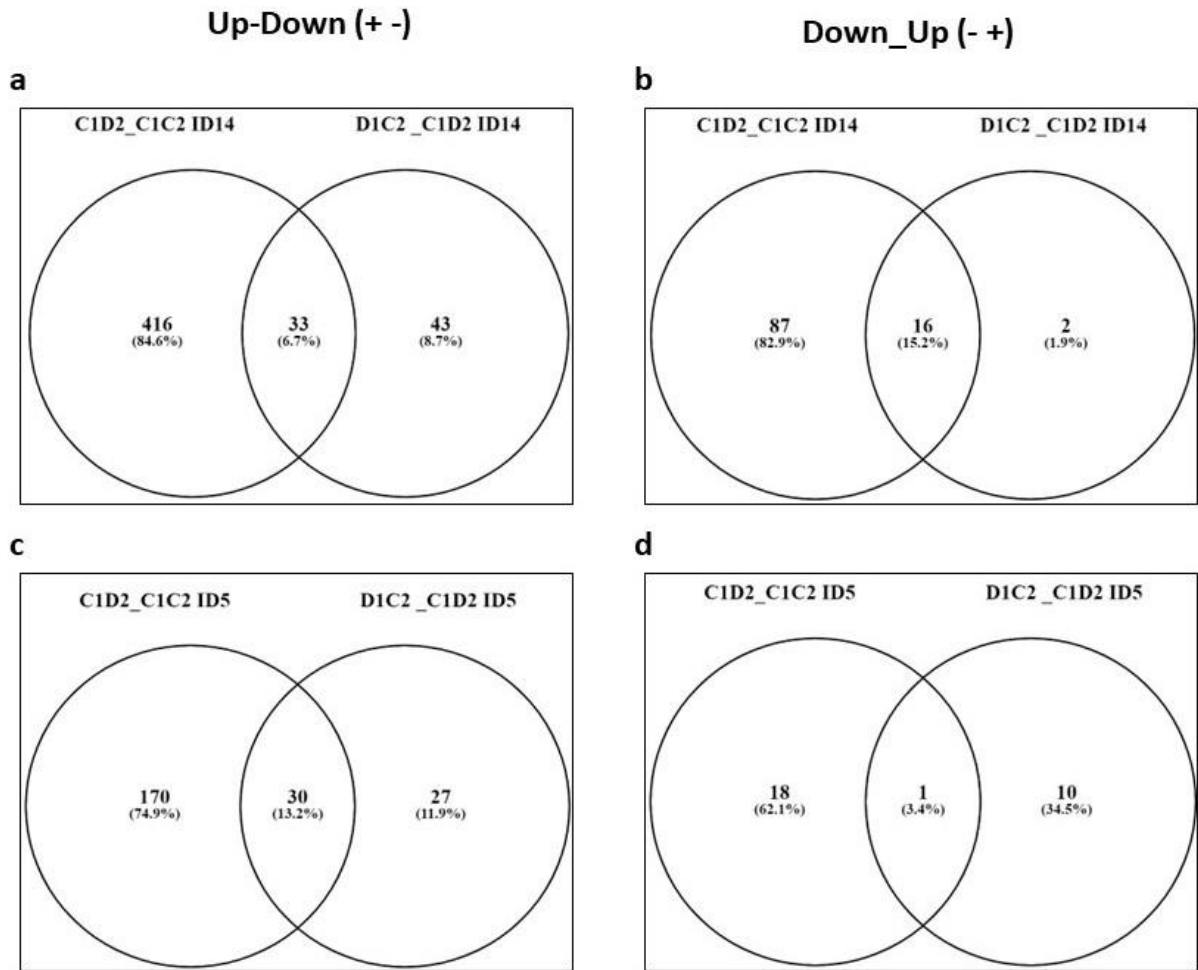 Up-Down (+ -)
Down_Up (- +)
a
C1D2_C1C2 ID14
D1C2 _C1D2 ID14
416
(84.6%)
33
(6.7%)
43
(8.7%)
b
C1D2_C1C2 ID14
D1C2 _C1D2 ID14
87
(82.9%)
16
(15.2%)
2
(1.9%)
c
C1D2_C1C2 ID5
D1C2 _C1D2 ID5
170
(74.9%)
30
(13.2%)
27
(11.9%)
d
C1D2_C1C2 ID5
D1C2 _C1D2 ID5
18
(62.1%)
1
(3.4%)
10
(34.5%)